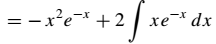 = − x²e⁻ˣ + 2 ∫ xe⁻ˣ dx